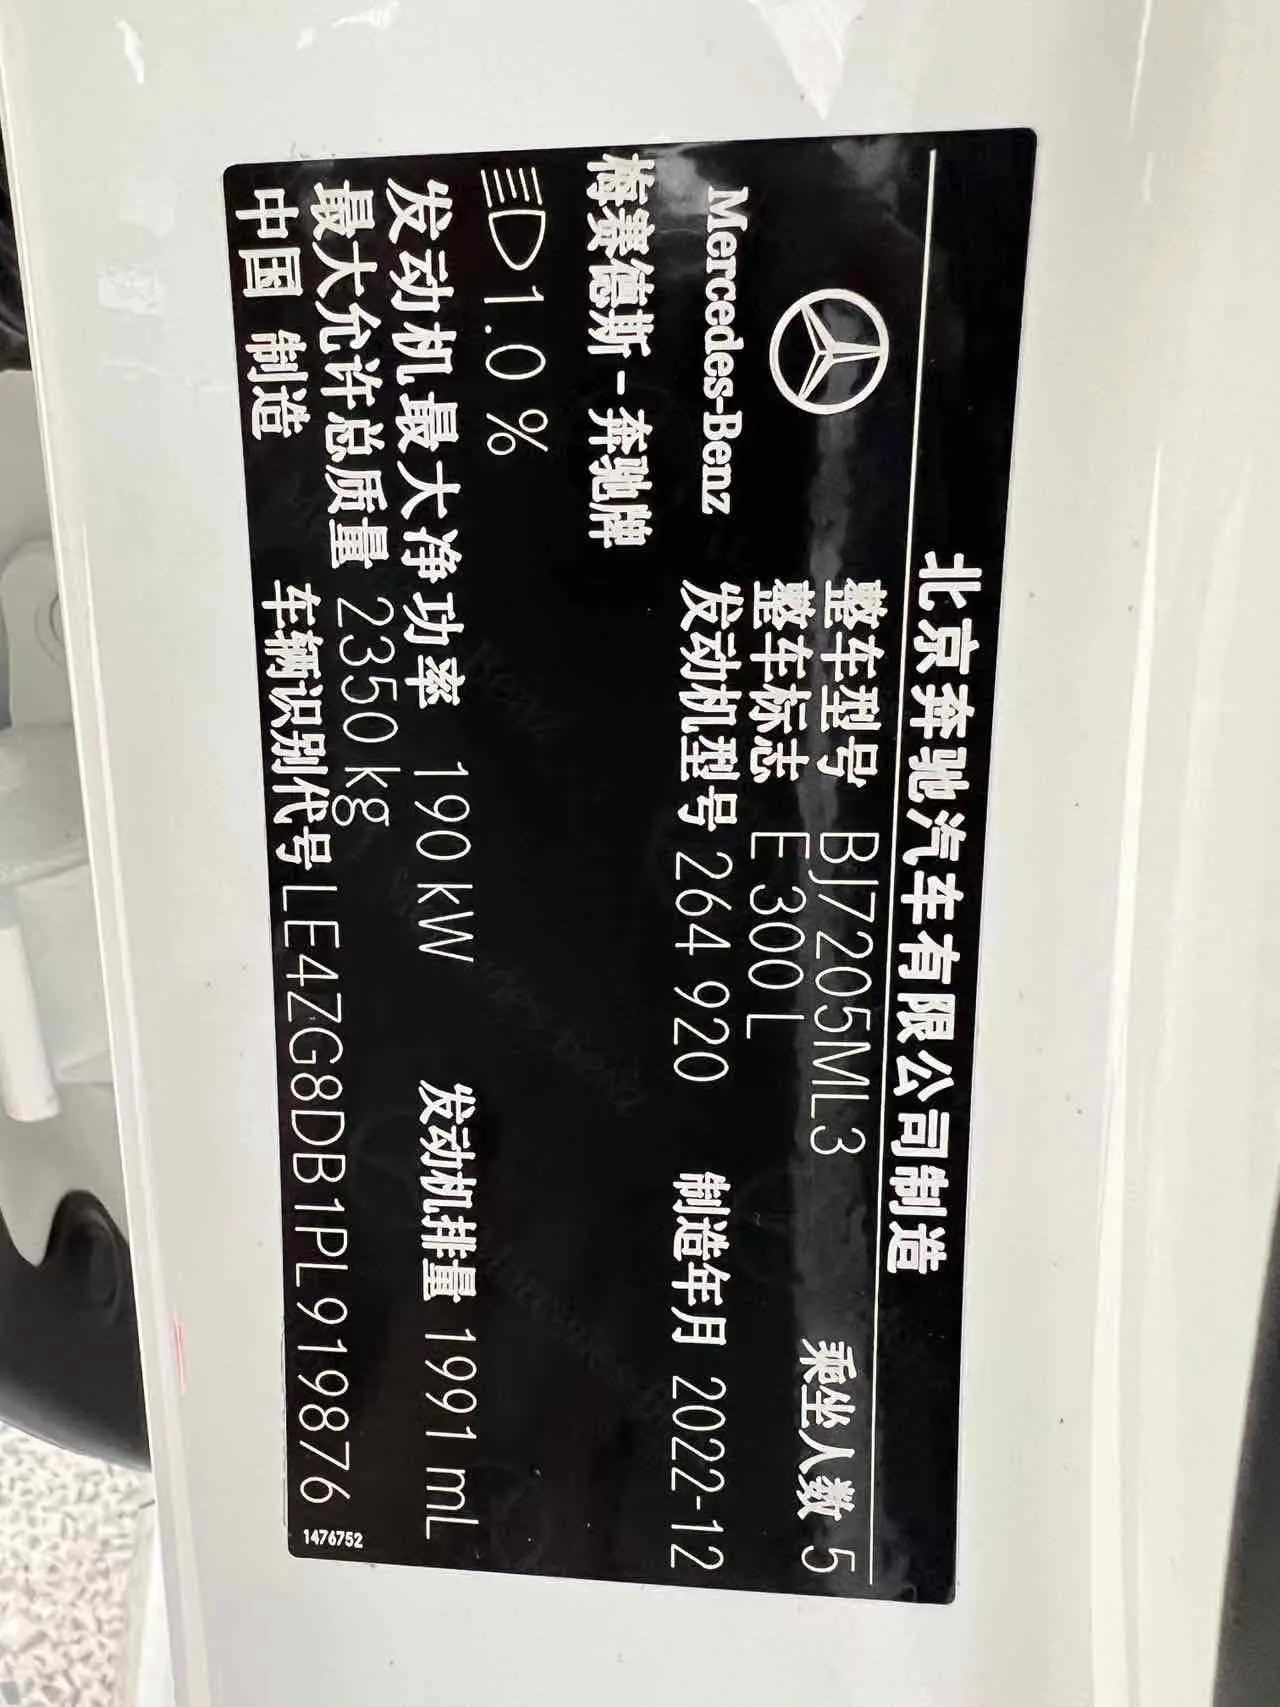 北京奔驰汽车有限公司制造
Mercedes-Benz
梅赛德斯-奔驰牌
整车型号 BJ7205ML3 乘坐人数 5
整车标志 E 300 L
发动机型号 264 920 制造年月 2022-12
1.0 %
发动机最大净功率 190 kW 发动机排量 1991 mL
最大允许总质量 2350 kg
中国 制造 车辆识别代号 LE4ZG8DB1PL919876
1476752